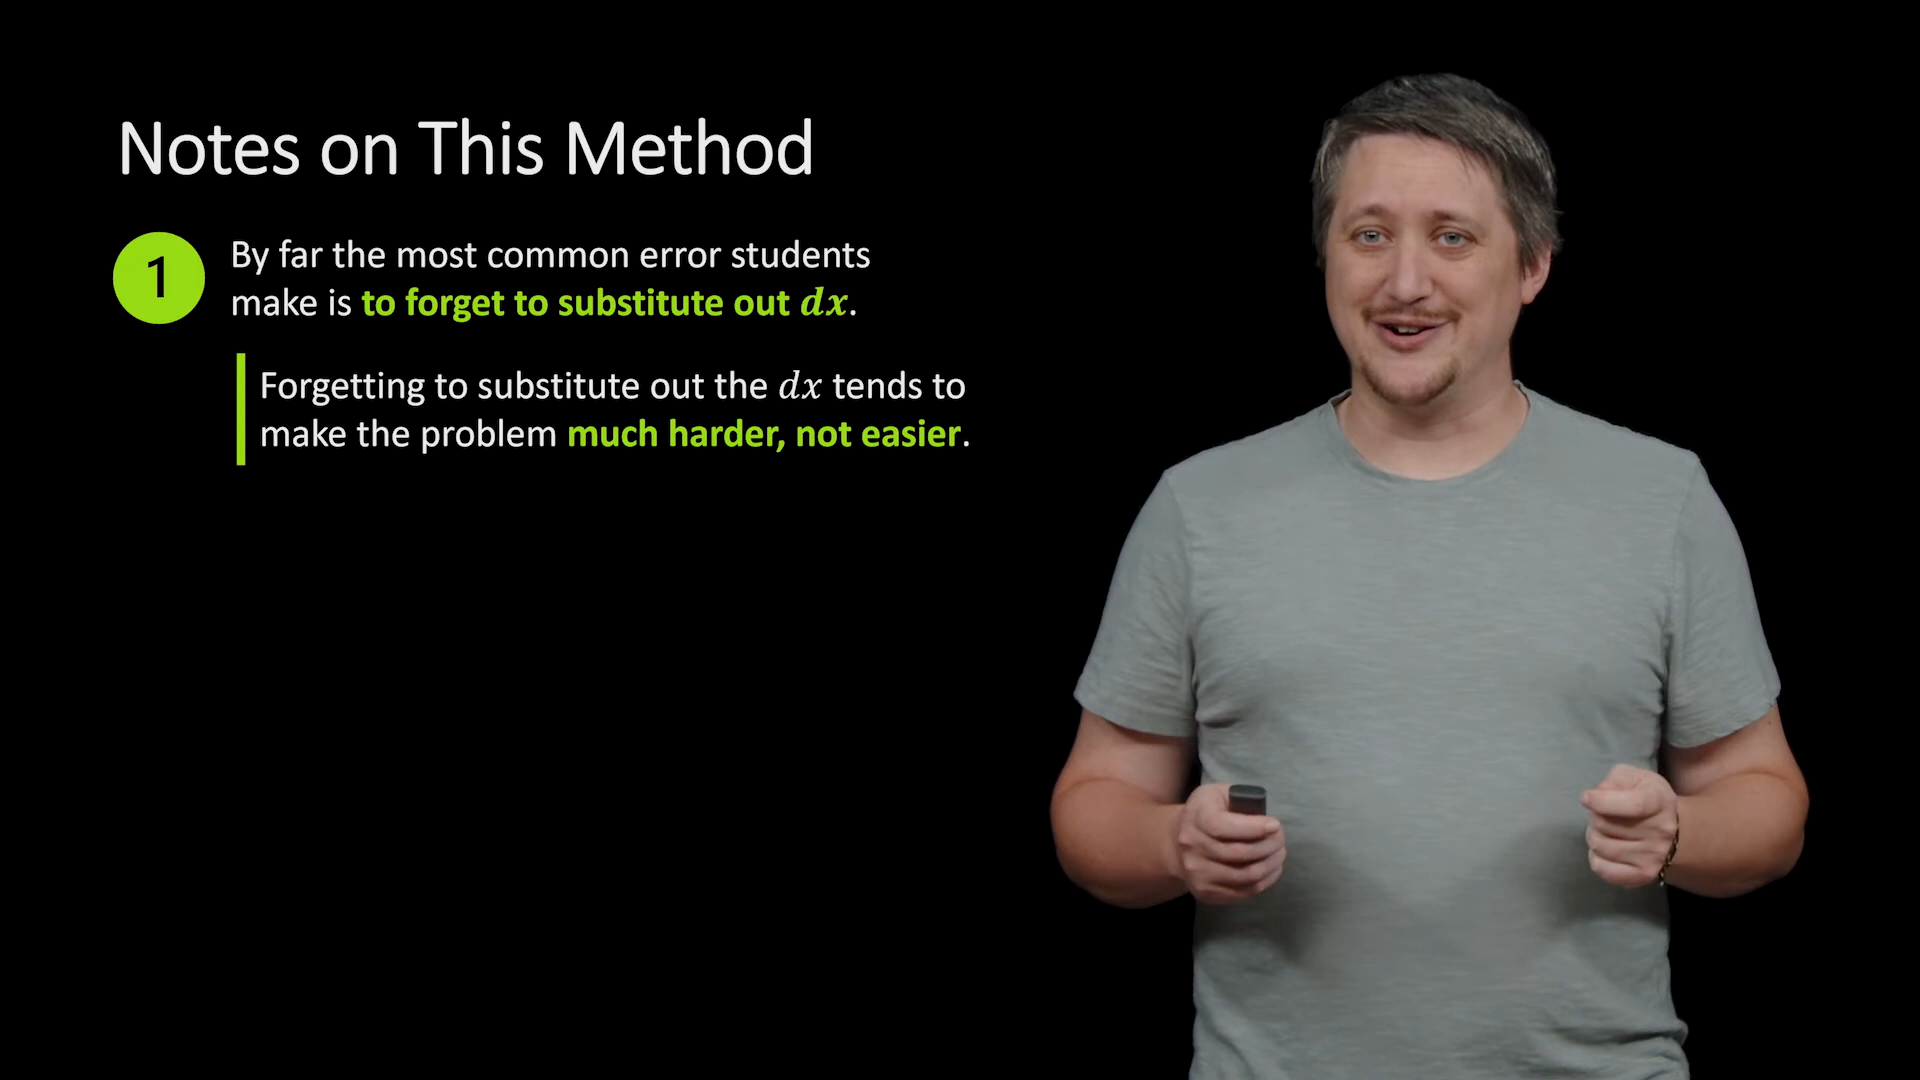 Notes on This Method
1
By far the most common error students
make is to forget to substitute out dx.
Forgetting to substitute out the dx tends to
make the problem much harder, not easier.